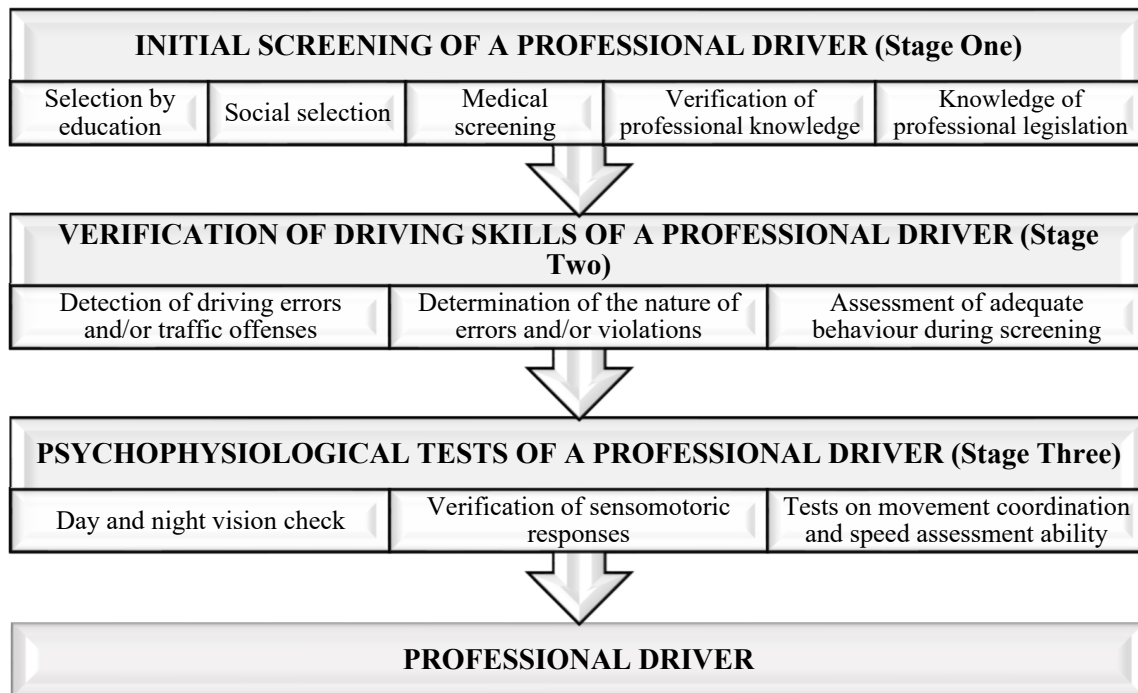 INITIAL SCREENING OF A PROFESSIONAL DRIVER (Stage One)
Selection by
education
Social selection
Medical
screening
Verification of
professional knowledge
Knowledge of
professional legislation
VERIFICATION OF DRIVING SKILLS OF A PROFESSIONAL DRIVER (Stage
Two)
Detection of driving errors
and/or traffic offenses
Determination of the nature of
errors and/or violations
Assessment of adequate
behaviour during screening
PSYCHOPHYSIOLOGICAL TESTS OF A PROFESSIONAL DRIVER (Stage Three)
Day and night vision check
Verification of sensomotoric
responses
Tests on movement coordination
and speed assessment ability
PROFESSIONAL DRIVER